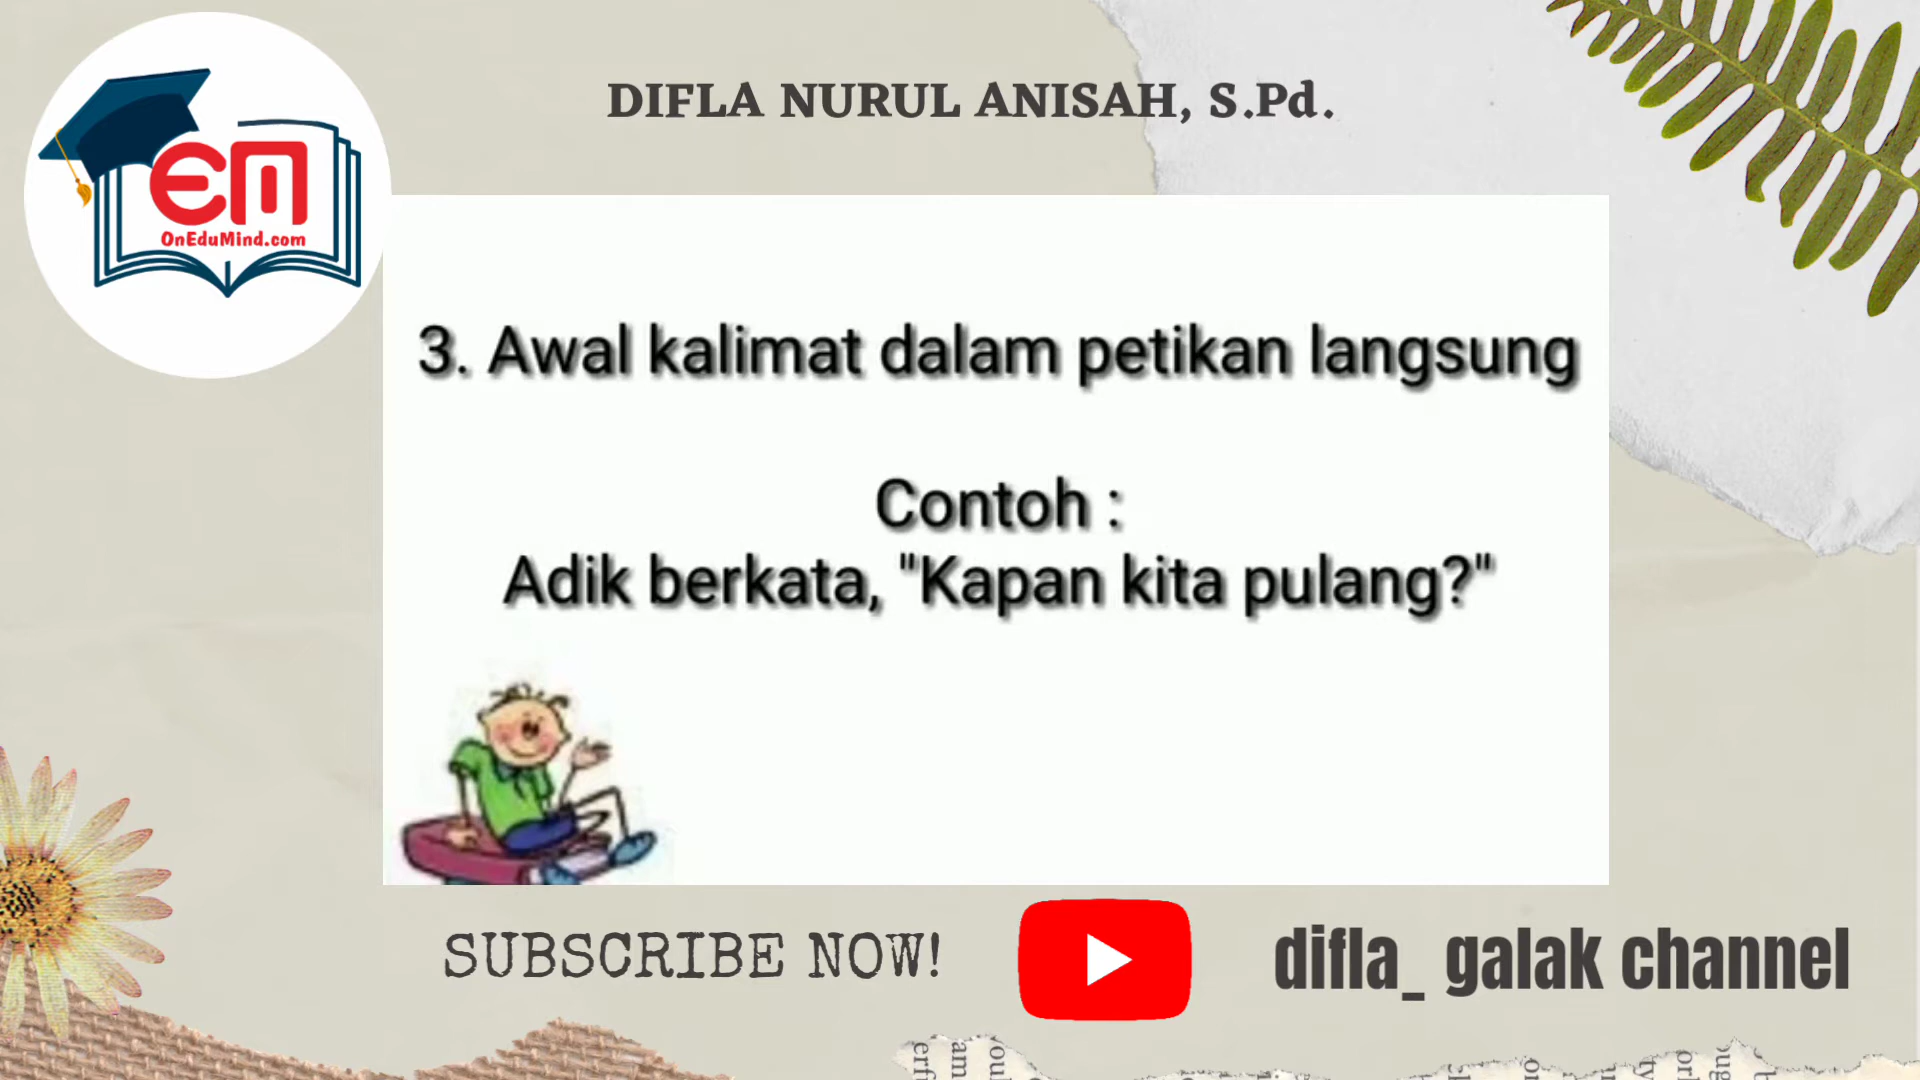 DIFLA NURUL ANISAH, S.Pd.
EM
OnEduMind.com
3. Awal kalimat dalam petikan langsung
Contoh :
Adik berkata, "Kapan kita pulang?"
SUBSCRIBE NOW!
difla_ galak channel